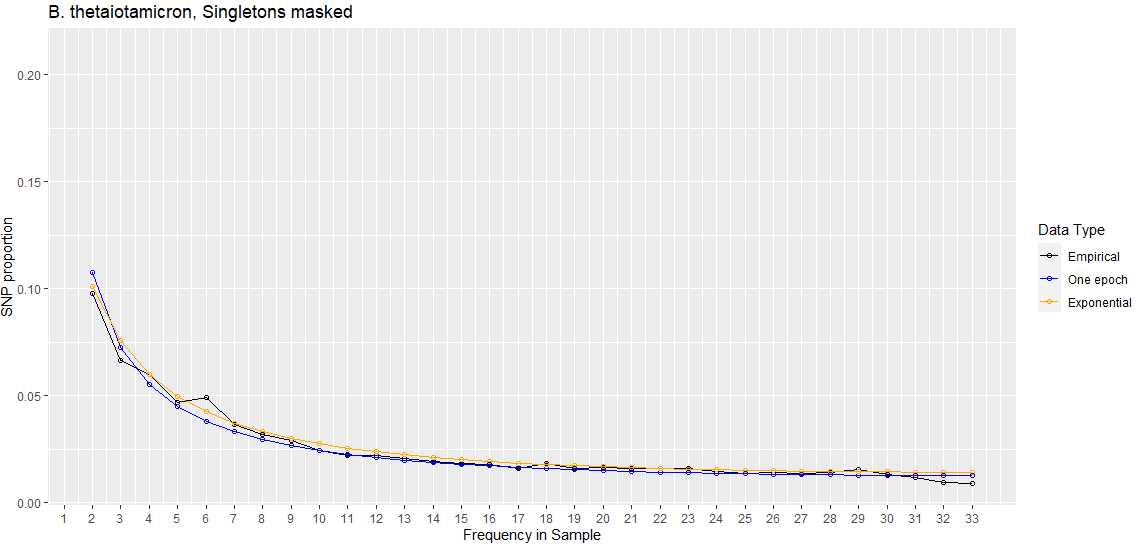 B. thetaiotamicron, Singletons masked
SNP proportion
0.20
0.15
0.10
0.05
0.00
1 2 3 4 5 6 7 8 9 10 11 12 13 14 15 16 17 18 19 20 21 22 23 24 25 26 27 28 29 30 31 32 33
Frequency in Sample
Data Type
Empirical
One epoch
Exponential